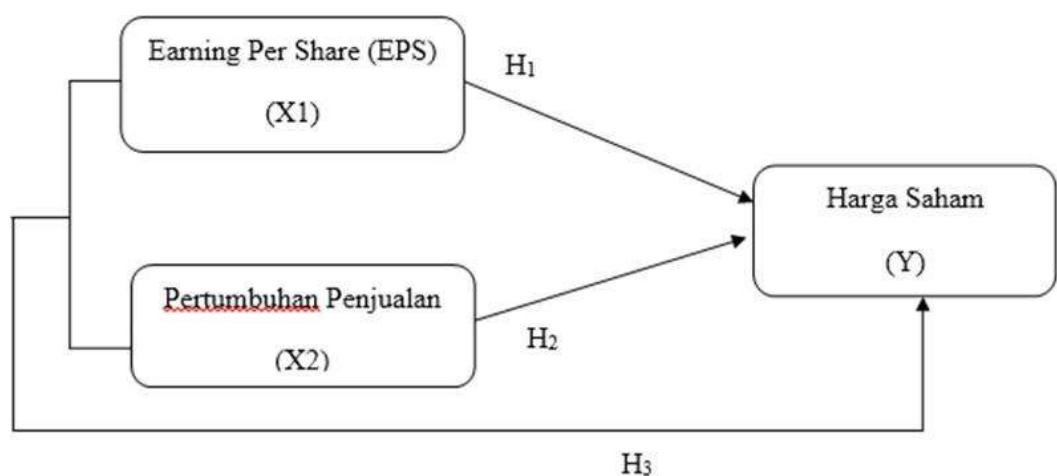 Earning Per Share (EPS)
(X1)
H₁
Harga Saham
(Y)
Pertumbuhan Penjualan
(X2)
H₂
H₃